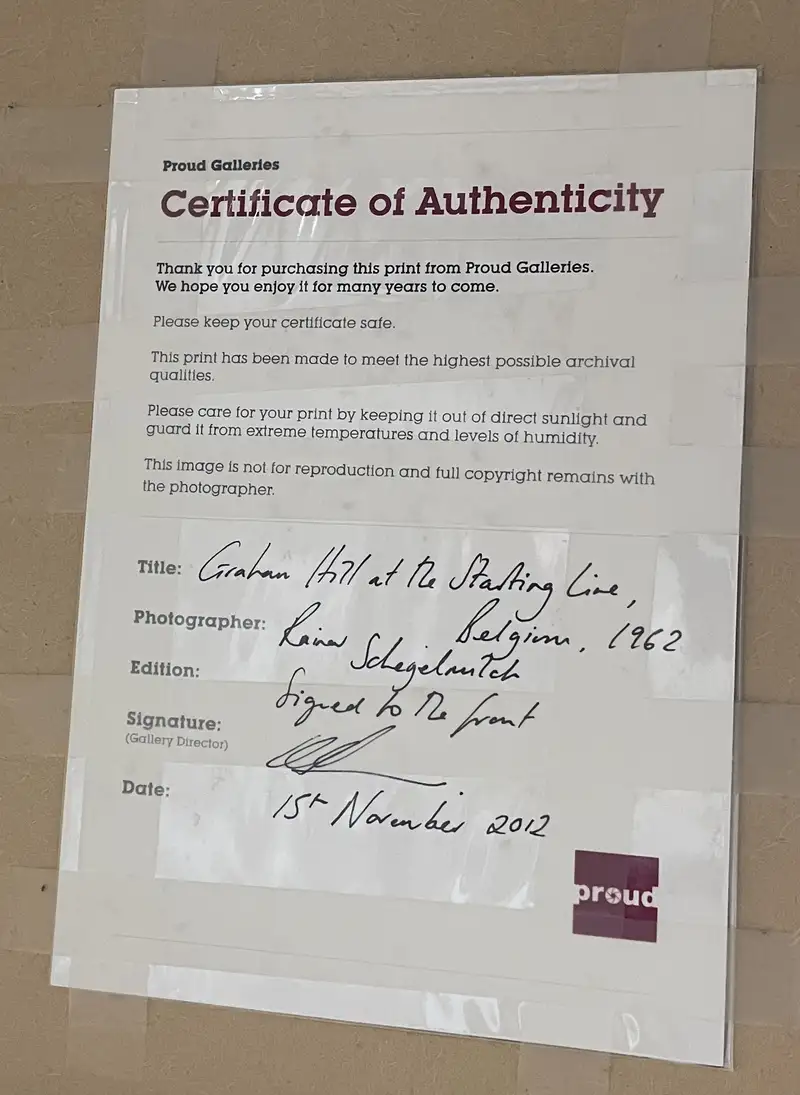 Proud Galleries
Certificate of Authenticity
Thank you for purchasing this print from Proud Galleries.
We hope you enjoy it for many years to come.
Please keep your certificate safe.
This print has been made to meet the highest possible archival
qualities.
Please care for your print by keeping it out of direct sunlight and
guard it from extreme temperatures and levels of humidity.
This image is not for reproduction and full copyright remains with
the photographer.
Title: Graham Hill at the Starting Line,
Belgium, 1962
Photographer: Rainer Schegelmilch
Edition: Signed to the front
Signature:
(Gallery Director)
Date: 15th November 2012
proud